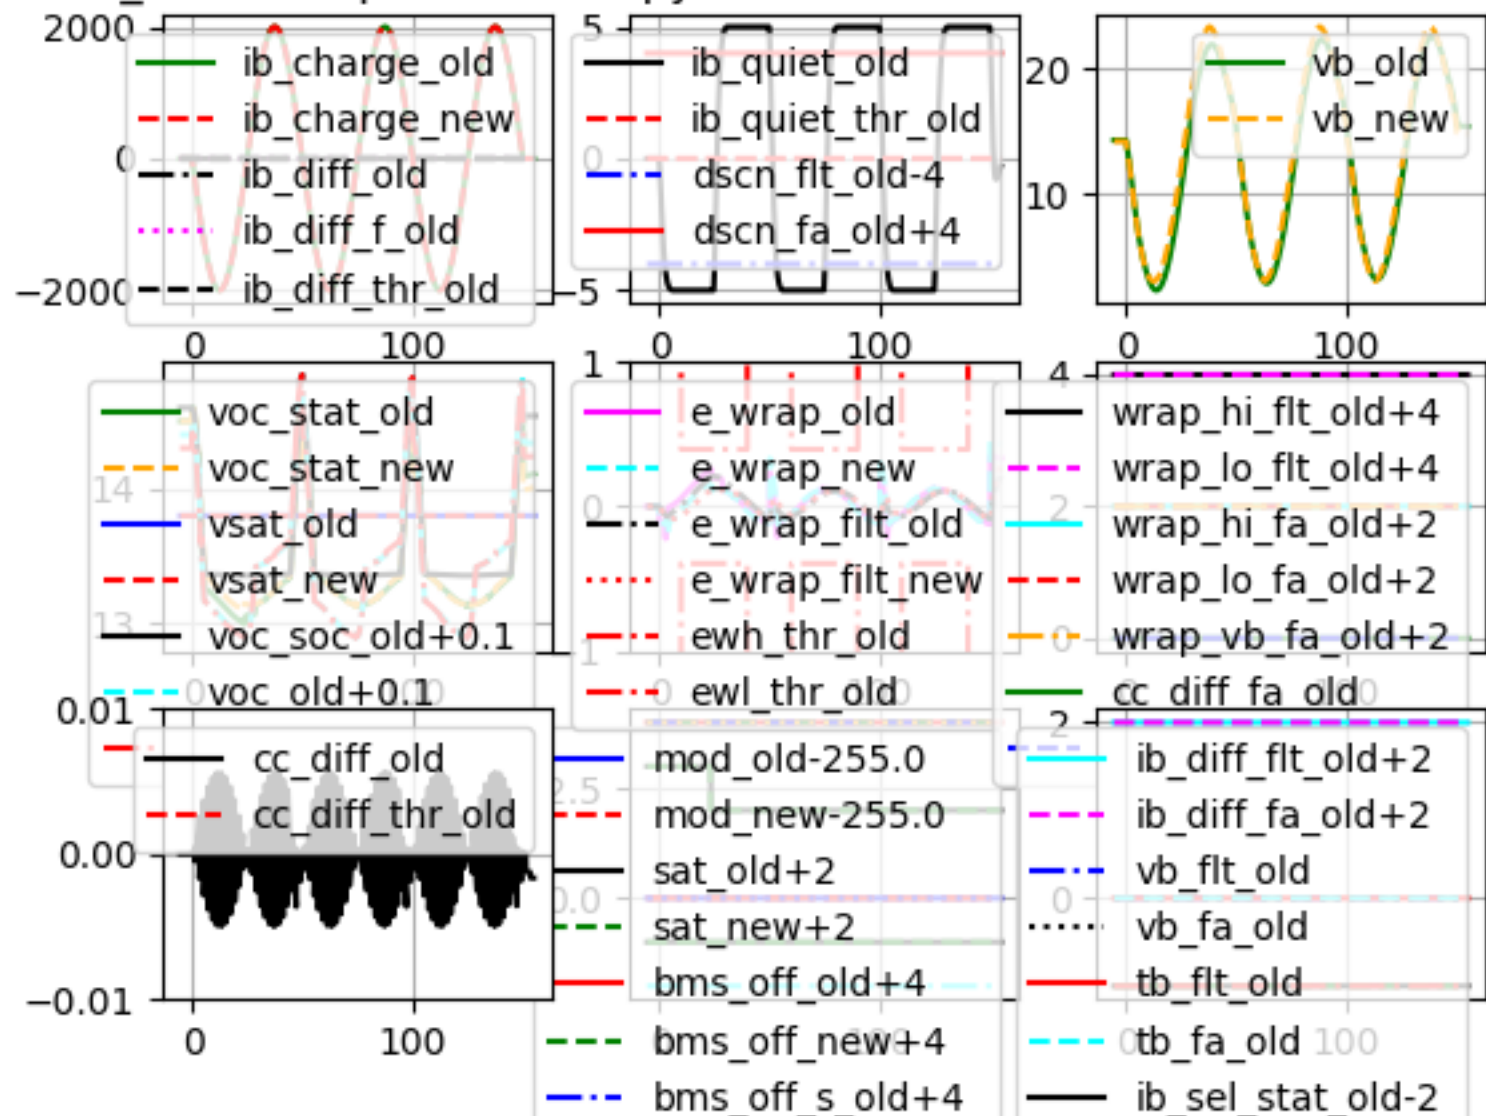 2000
0
−2000
0
100
ib_charge_old
ib_charge_new
ib_diff_old
ib_diff_f_old
ib_diff_thr_old
5
0
−5
0
100
ib_quiet_old
ib_quiet_thr_old
dscn_flt_old-4
dscn_fa_old+4
20
10
0
100
vb_old
vb_new
14
13
voc_stat_old
voc_stat_new
vsat_old
vsat_new
voc_soc_old+0.1
voc_old+0.1
1
0
e_wrap_old
e_wrap_new
e_wrap_filt_old
e_wrap_filt_new
ewh_thr_old
ewl_thr_old
4
2
0
wrap_hi_flt_old+4
wrap_lo_flt_old+4
wrap_hi_fa_old+2
wrap_lo_fa_old+2
wrap_vb_fa_old+2
cc_diff_fa_old
0.01
0.00
−0.01
0
100
cc_diff_old
cc_diff_thr_old
mod_old-255.0
mod_new-255.0
sat_old+2
sat_new+2
bms_off_old+4
bms_off_new+4
bms_off_s_old+4
2
0
0
100
ib_diff_flt_old+2
ib_diff_fa_old+2
vb_flt_old
vb_fa_old
tb_flt_old
tb_fa_old
ib_sel_stat_old-2